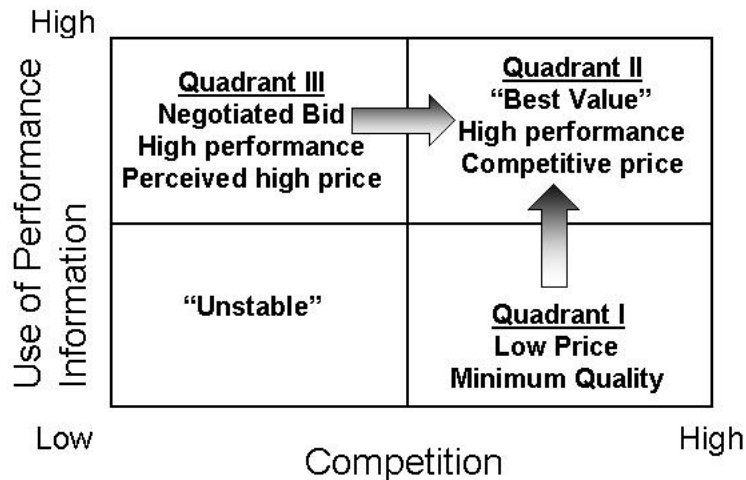 High
Quadrant III
Negotiated Bid
High performance
Perceived high price
Quadrant II
“Best Value”
High performance
Competitive price
“Unstable”
Quadrant I
Low Price
Minimum Quality
Use of Performance
Information
Low
High
Competition